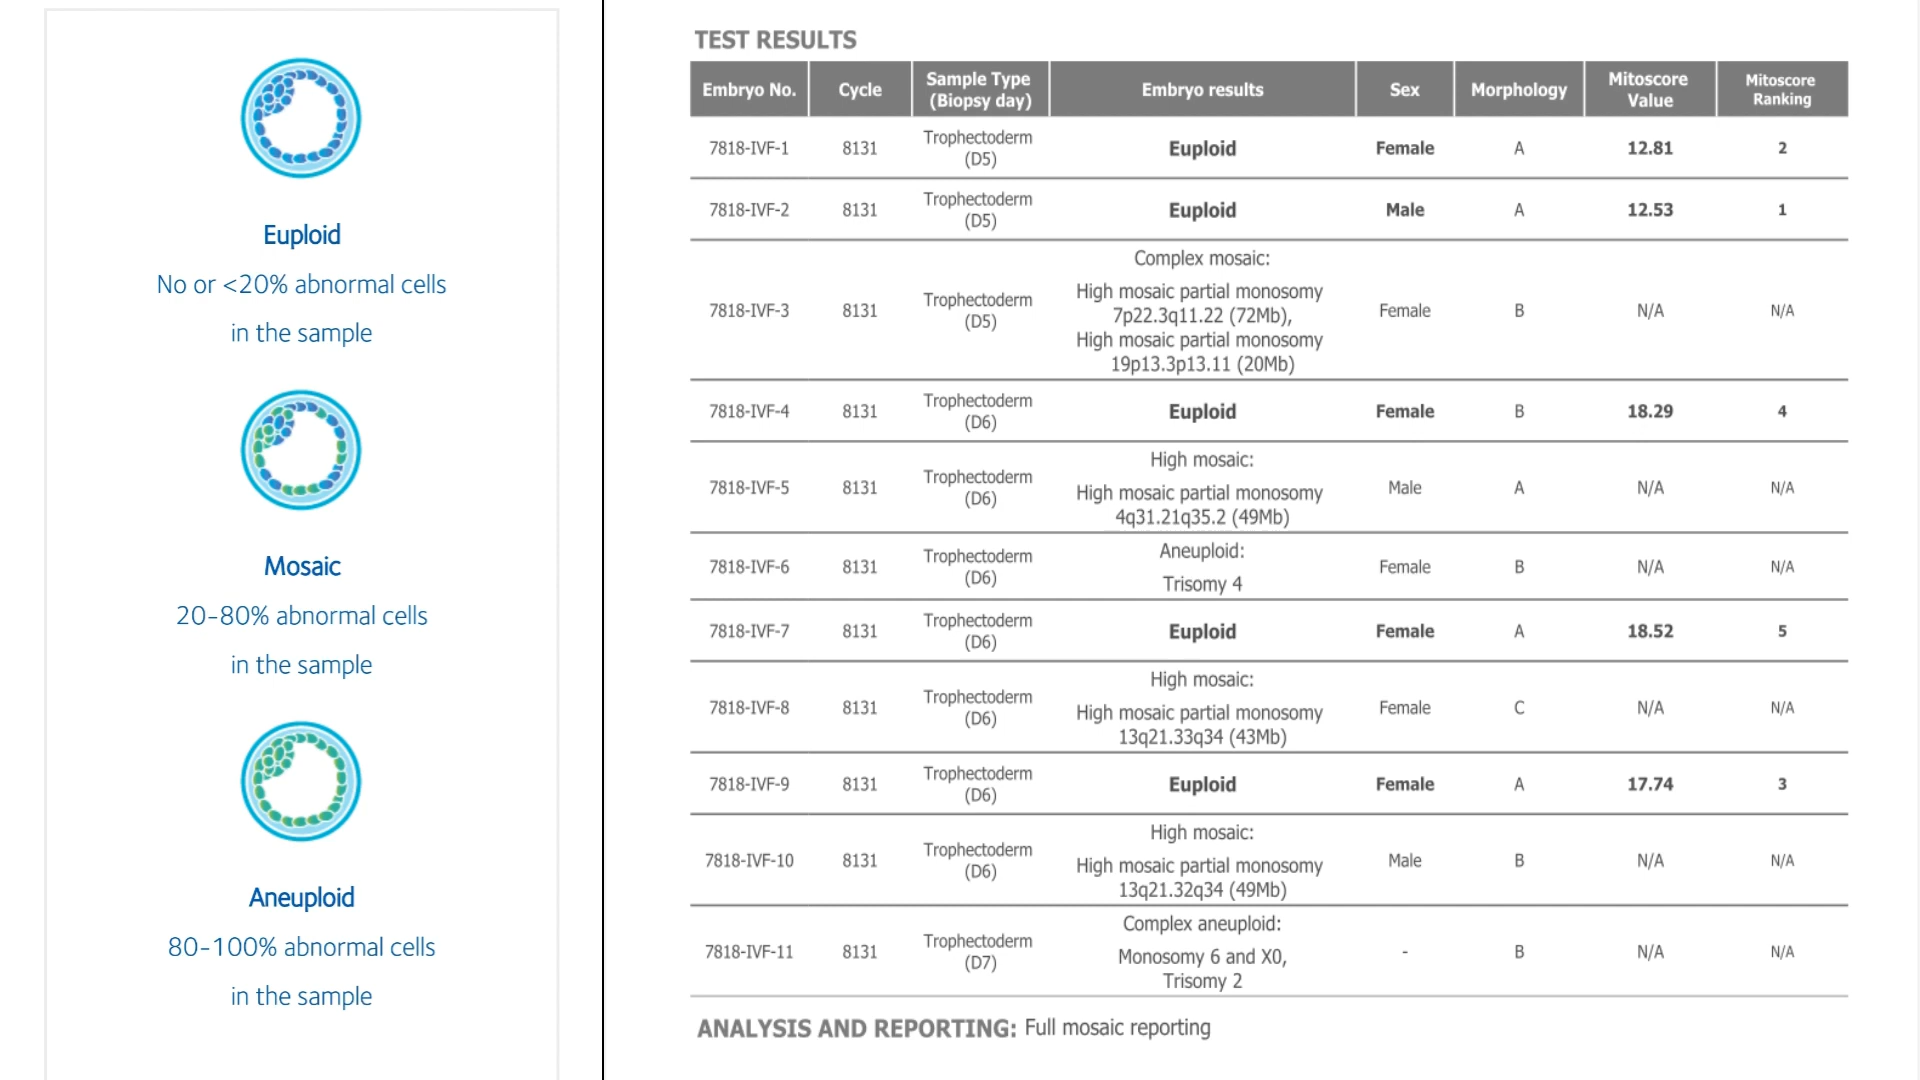 Euploid
No or <20% abnormal cells
in the sample
Mosaic
20-80% abnormal cells
in the sample
Aneuploid
80-100% abnormal cells
in the sample
TEST RESULTS
Embryo No. Cycle Sample Type (Biopsy day) Embryo results Sex Morphology Mitoscore Value Mitoscore Ranking
7818-IVF-1 8131 Trophectoderm (D5) Euploid Female A 12.81 2
7818-IVF-2 8131 Trophectoderm (D5) Euploid Male A 12.53 1
7818-IVF-3 8131 Trophectoderm (D5) Complex mosaic: High mosaic partial monosomy 7p22.3q11.22 (72Mb), High mosaic partial monosomy 19p13.3p13.11 (20Mb) Female B N/A N/A
7818-IVF-4 8131 Trophectoderm (D6) Euploid Female B 18.29 4
7818-IVF-5 8131 Trophectoderm (D6) High mosaic: High mosaic partial monosomy 4q31.21q35.2 (49Mb) Male A N/A N/A
7818-IVF-6 8131 Trophectoderm (D6) Aneuploid: Trisomy 4 Female B N/A N/A
7818-IVF-7 8131 Trophectoderm (D6) Euploid Female A 18.52 5
7818-IVF-8 8131 Trophectoderm (D6) High mosaic: High mosaic partial monosomy 13q21.33q34 (43Mb) Female C N/A N/A
7818-IVF-9 8131 Trophectoderm (D6) Euploid Female A 17.74 3
7818-IVF-10 8131 Trophectoderm (D6) High mosaic: High mosaic partial monosomy 13q21.32q34 (49Mb) Male B N/A N/A
7818-IVF-11 8131 Trophectoderm (D7) Complex aneuploid: Monosomy 6 and X0, Trisomy 2 - B N/A N/A
ANALYSIS AND REPORTING: Full mosaic reporting